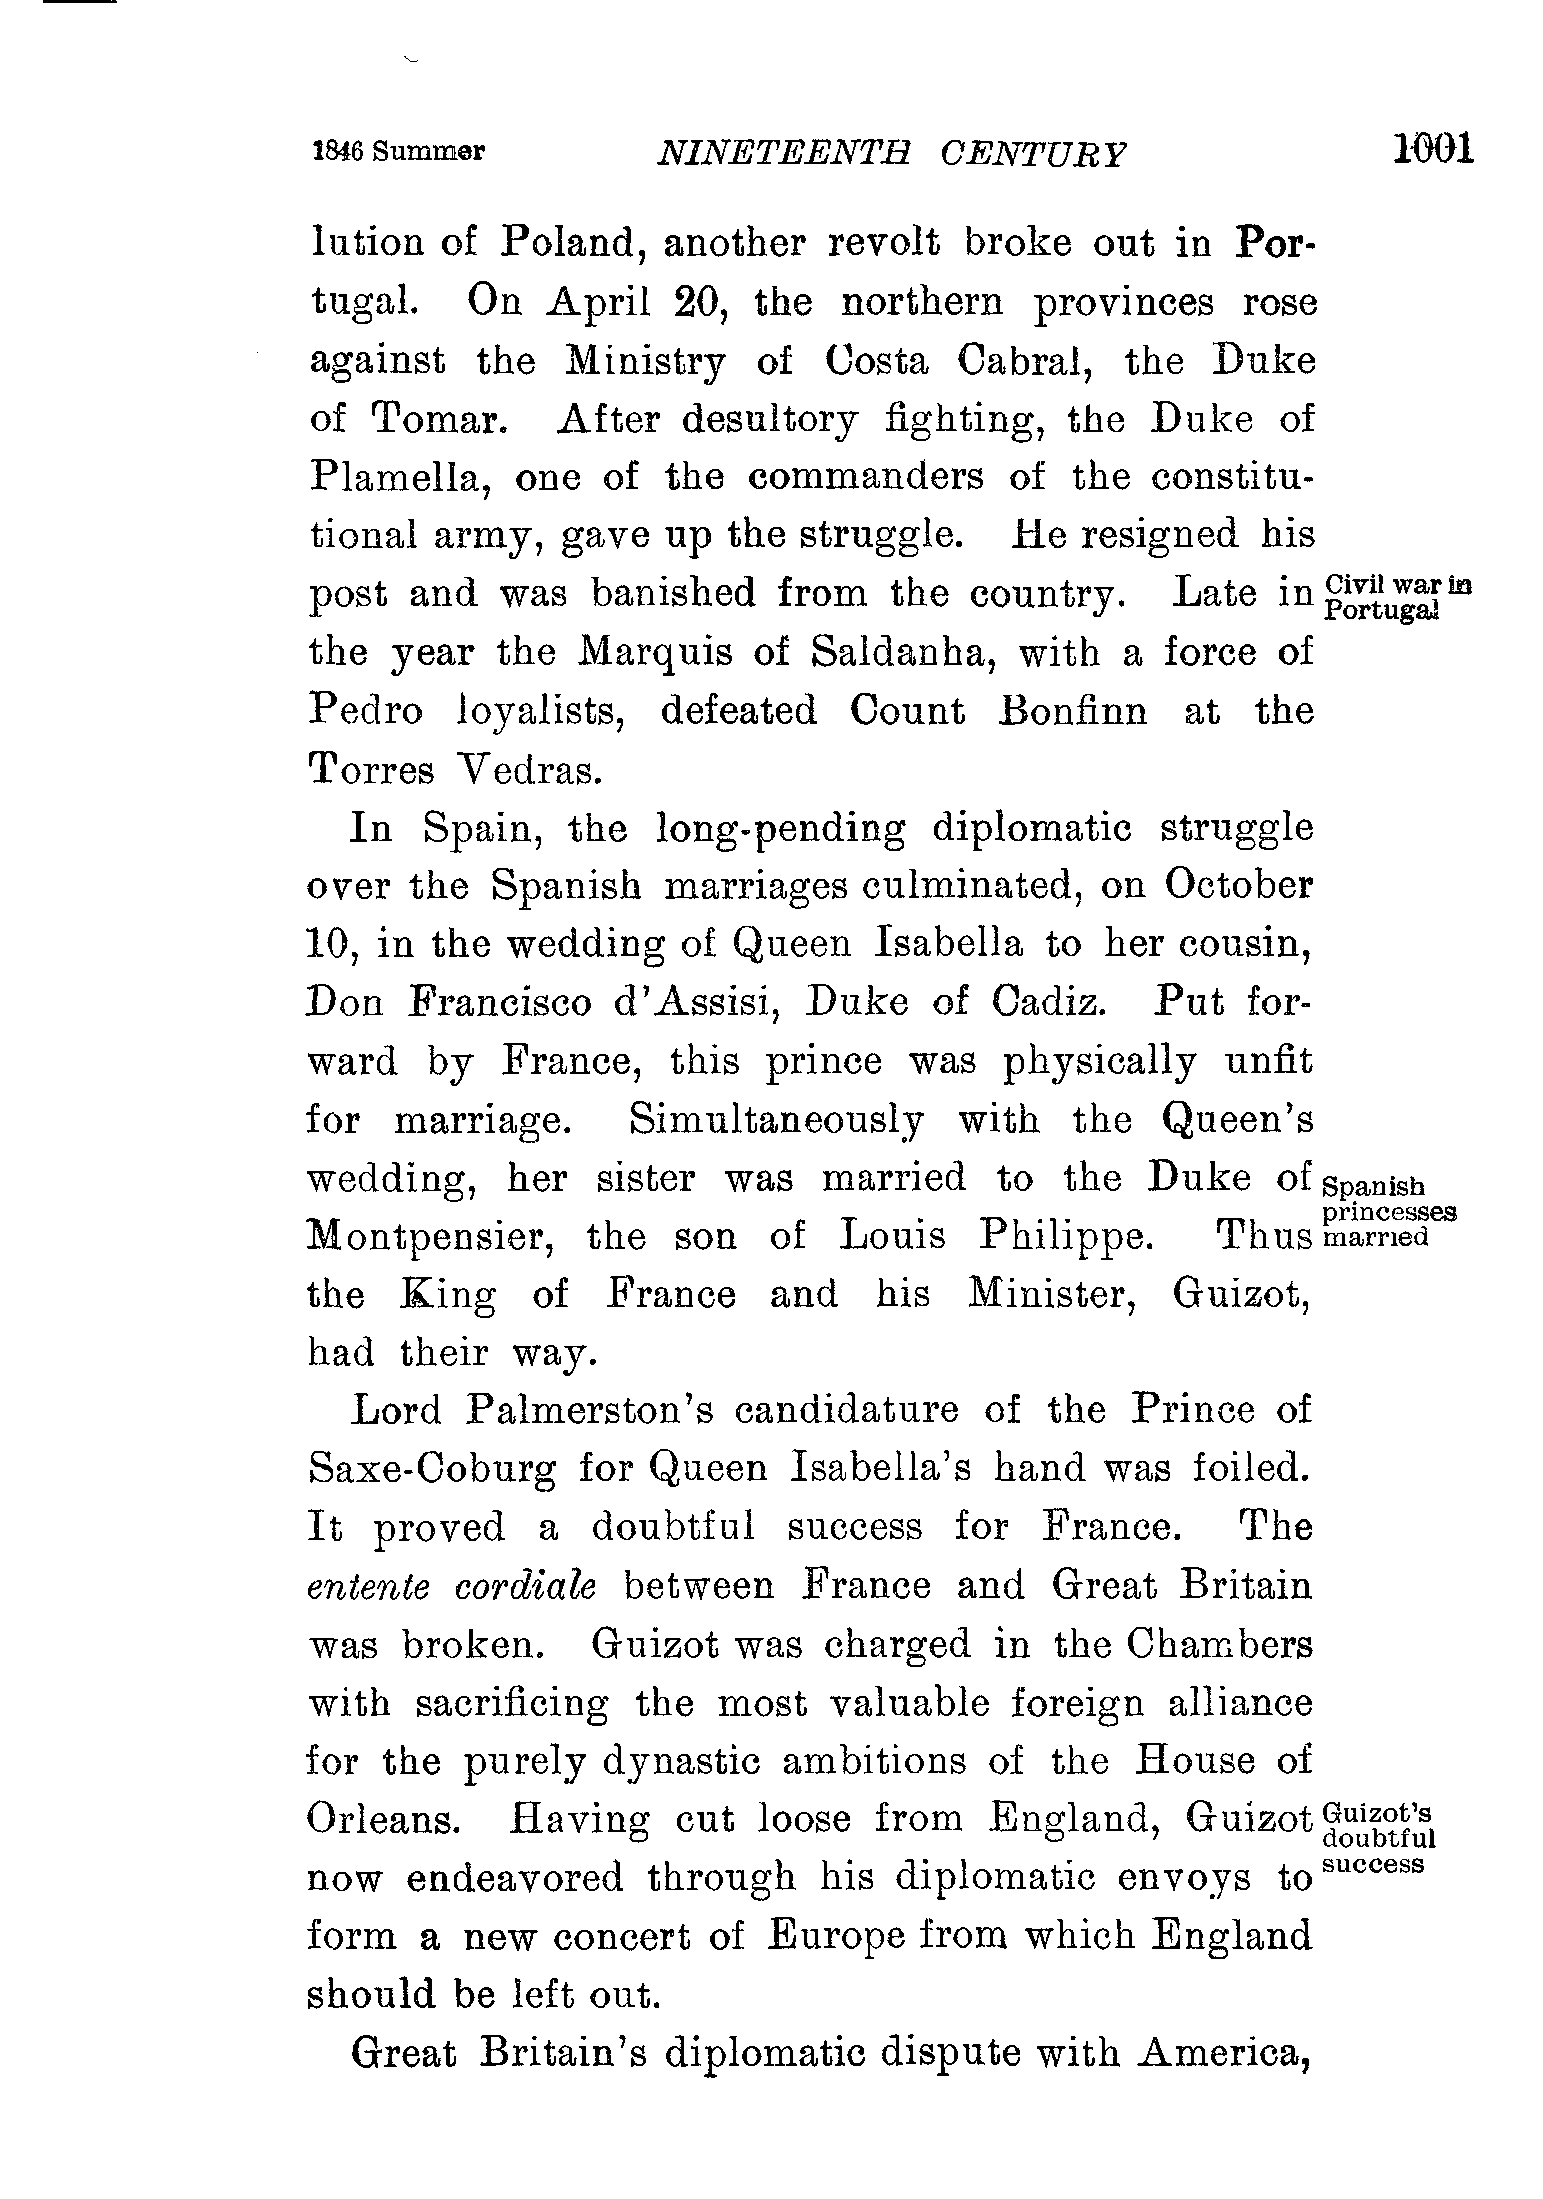 1846 Summer NINETEENTH CENTURY 1001
lution of Poland, another revolt broke out in Por-
tugal. On April 20, the northern provinces rose
against the Ministry of Costa Cabral, the Duke
of Tomar. After desultory fighting, the Duke of
Plamella, one of the commanders of the constitu-
tional army, gave up the struggle. He resigned his
post and was banished from the country. Late in
Civil war in
Portugal
the year the Marquis of Saldanha, with a force of
Pedro loyalists, defeated Count Bonfinn at the
Torres Vedras.
In Spain, the long-pending diplomatic struggle
over the Spanish marriages culminated, on October
10, in the wedding of Queen Isabella to her cousin,
Don Francisco d'Assisi, Duke of Cadiz. Put for-
ward by France, this prince was physically unfit
for marriage. Simultaneously with the Queen's
wedding, her sister was married to the Duke of
Montpensier, the son of Louis Philippe. Thus
Spanish
princesses
married
the King of France and his Minister, Guizot,
had their way.
Lord Palmerston's candidature of the Prince of
Saxe-Coburg for Queen Isabella's hand was foiled.
It proved a doubtful success for France. The
entente cordiale between France and Great Britain
was broken. Guizot was charged in the Chambers
with sacrificing the most valuable foreign alliance
for the purely dynastic ambitions of the House of
Orleans. Having cut loose from England, Guizot
now endeavored through his diplomatic envoys to
Guizot's
doubtful
success
form a new concert of Europe from which England
should be left out.
Great Britain's diplomatic dispute with America,